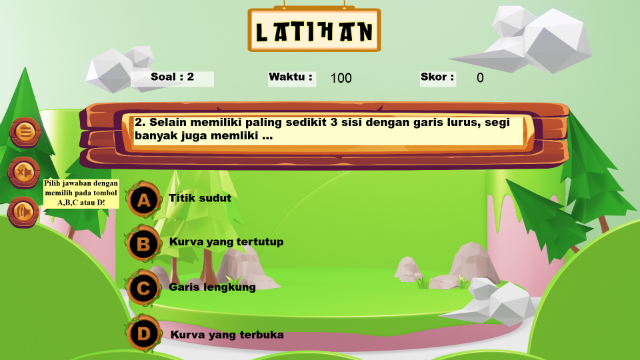 LATIHAN
Soal : 2
Waktu :
100
Skor :
0
2. Selain memiliki paling sedikit 3 sisi dengan garis lurus, segi
banyak juga memliki ...
Pilih jawaban dengan
memilih pada tombol
A,B,C atau D!
A
Titik sudut
B
Kurva yang tertutup
C
Garis lengkung
D
Kurva yang terbuka